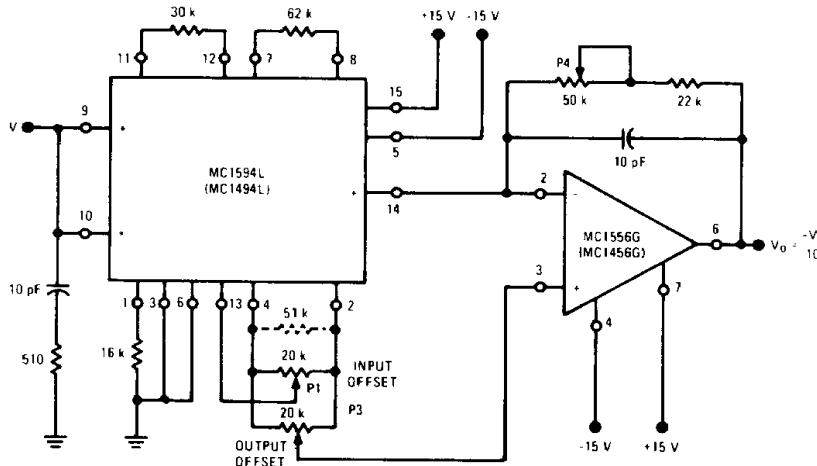 30 k
62 k
+15 V
-15 V
11
12
7
8
15
P4
50 k
22 k
9
V
5
10 pF
MC1594L
(MC1494L)
14
2
10
MC1556G
(MC1456G)
6
V₀ = -V
10
3
7
4
10 pF
1
3
6
13
4
2
51 k
510
16 k
20 k
P1
INPUT
OFFSET
20 k
P3
OUTPUT
OFFSET
-15 V
+15 V